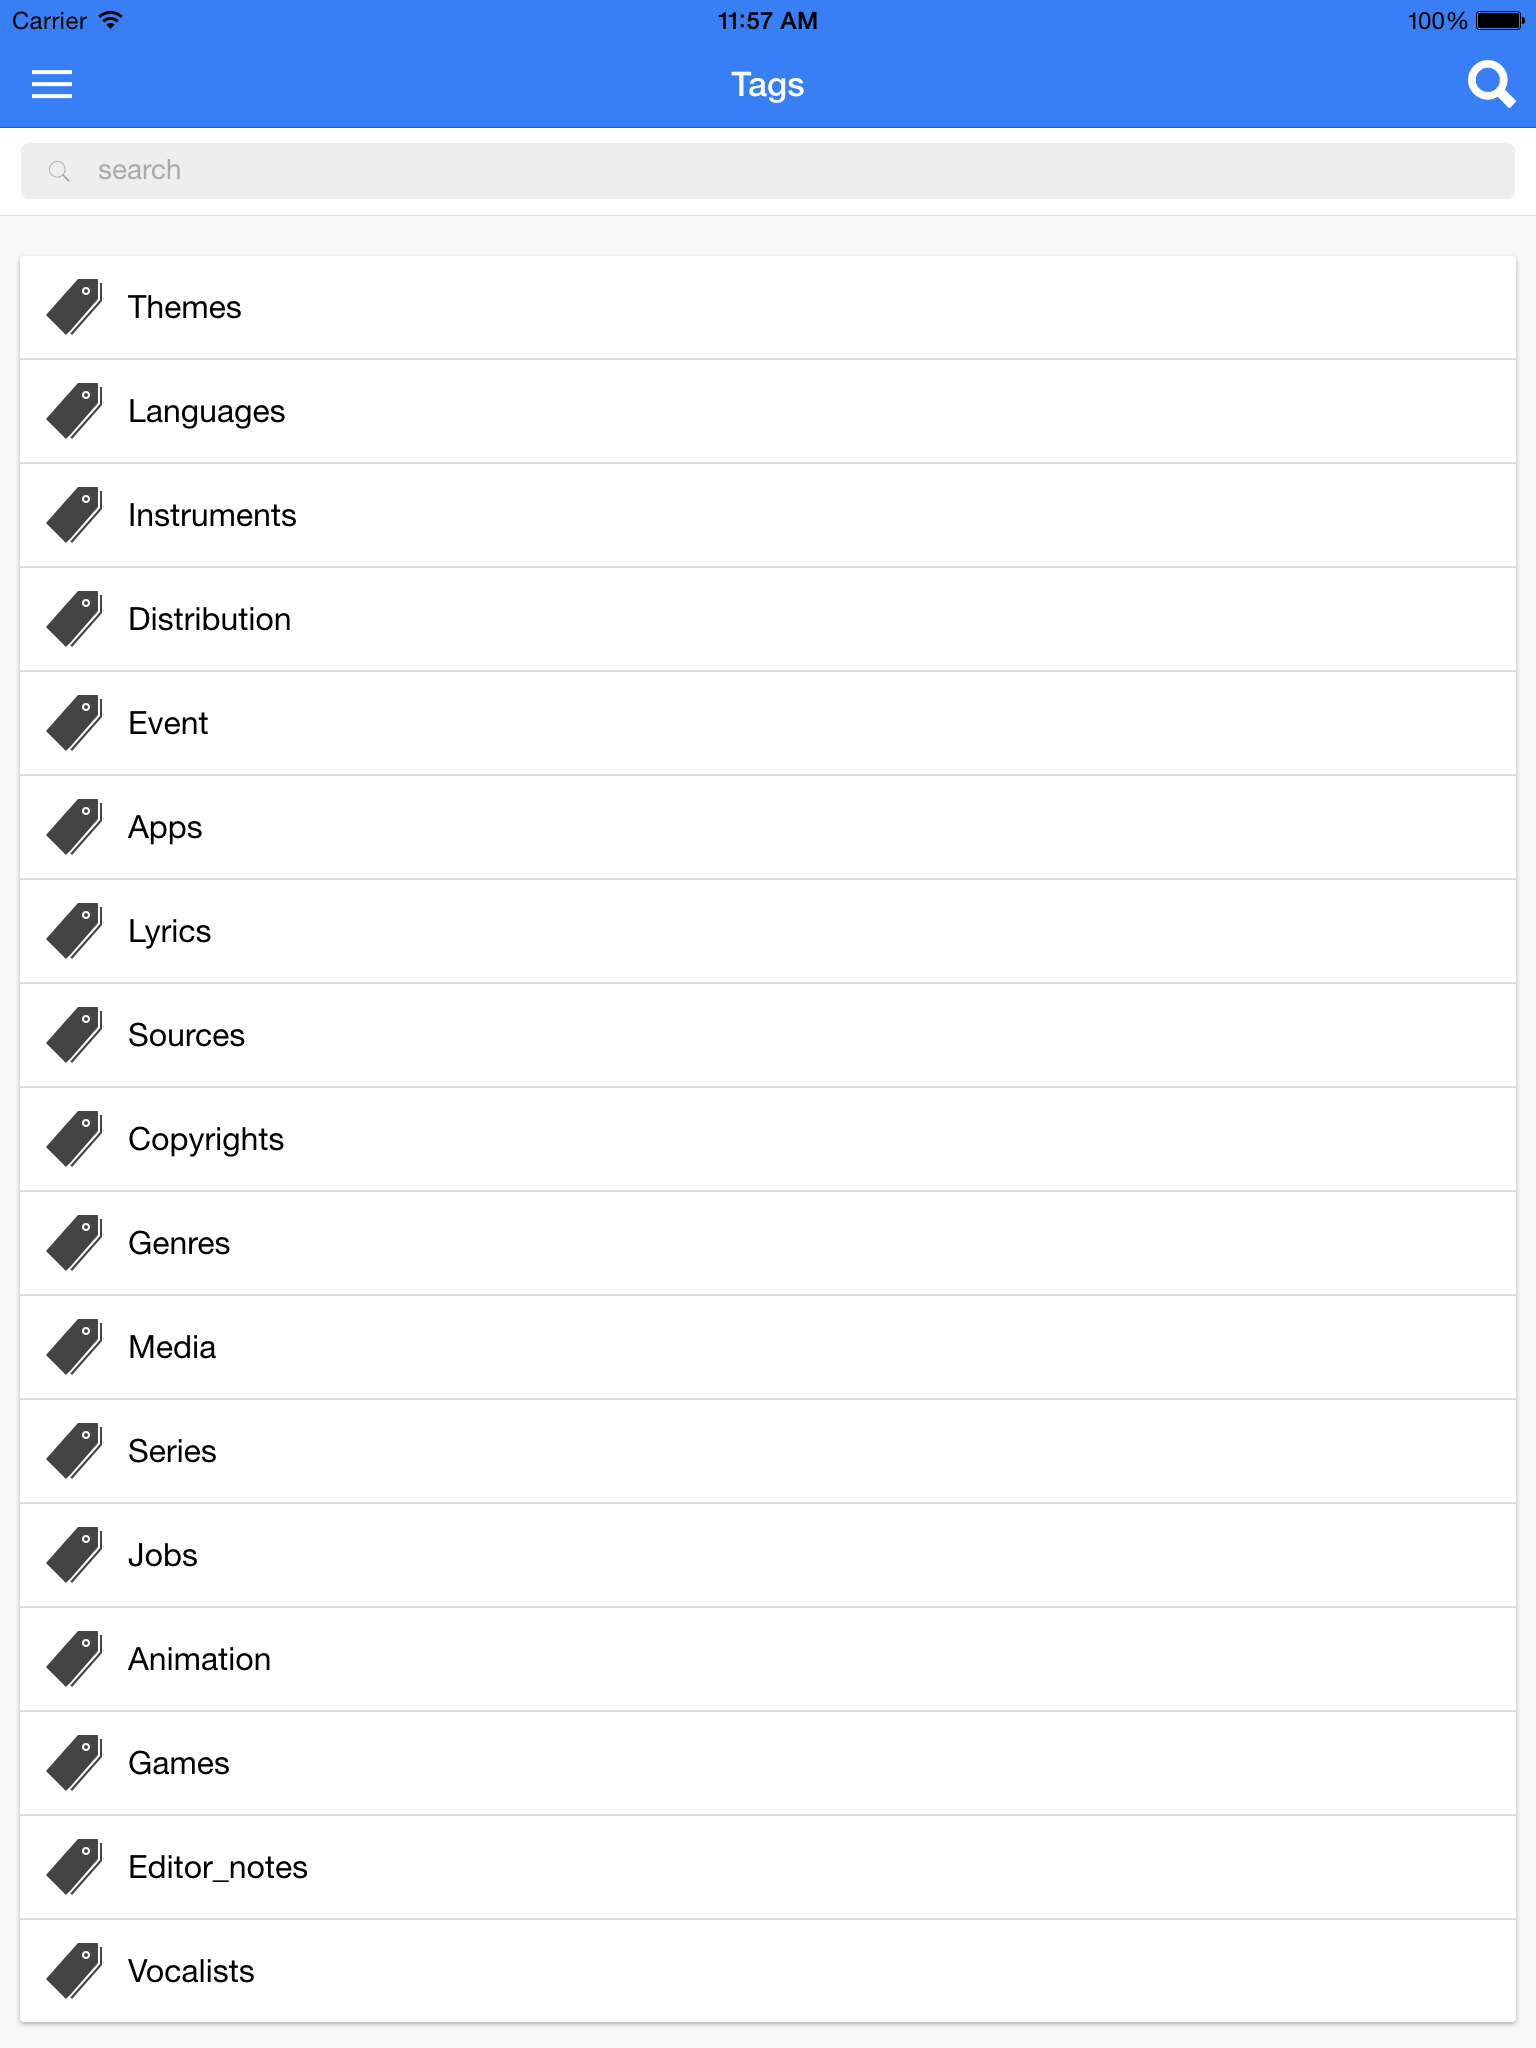 Carrier 11:57 AM 100%
Tags
search
Themes
Languages
Instruments
Distribution
Event
Apps
Lyrics
Sources
Copyrights
Genres
Media
Series
Jobs
Animation
Games
Editor_notes
Vocalists